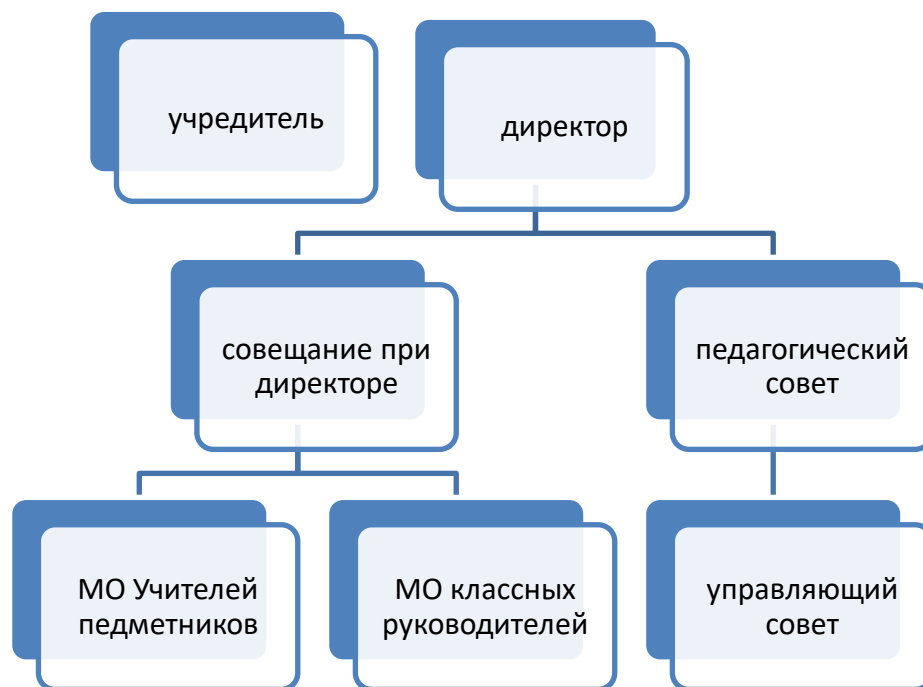 учредитель
директор
совещание при
директоре
педагогический
совет
МО Учителей
педметников
МО классных
руководителей
управляющий
совет